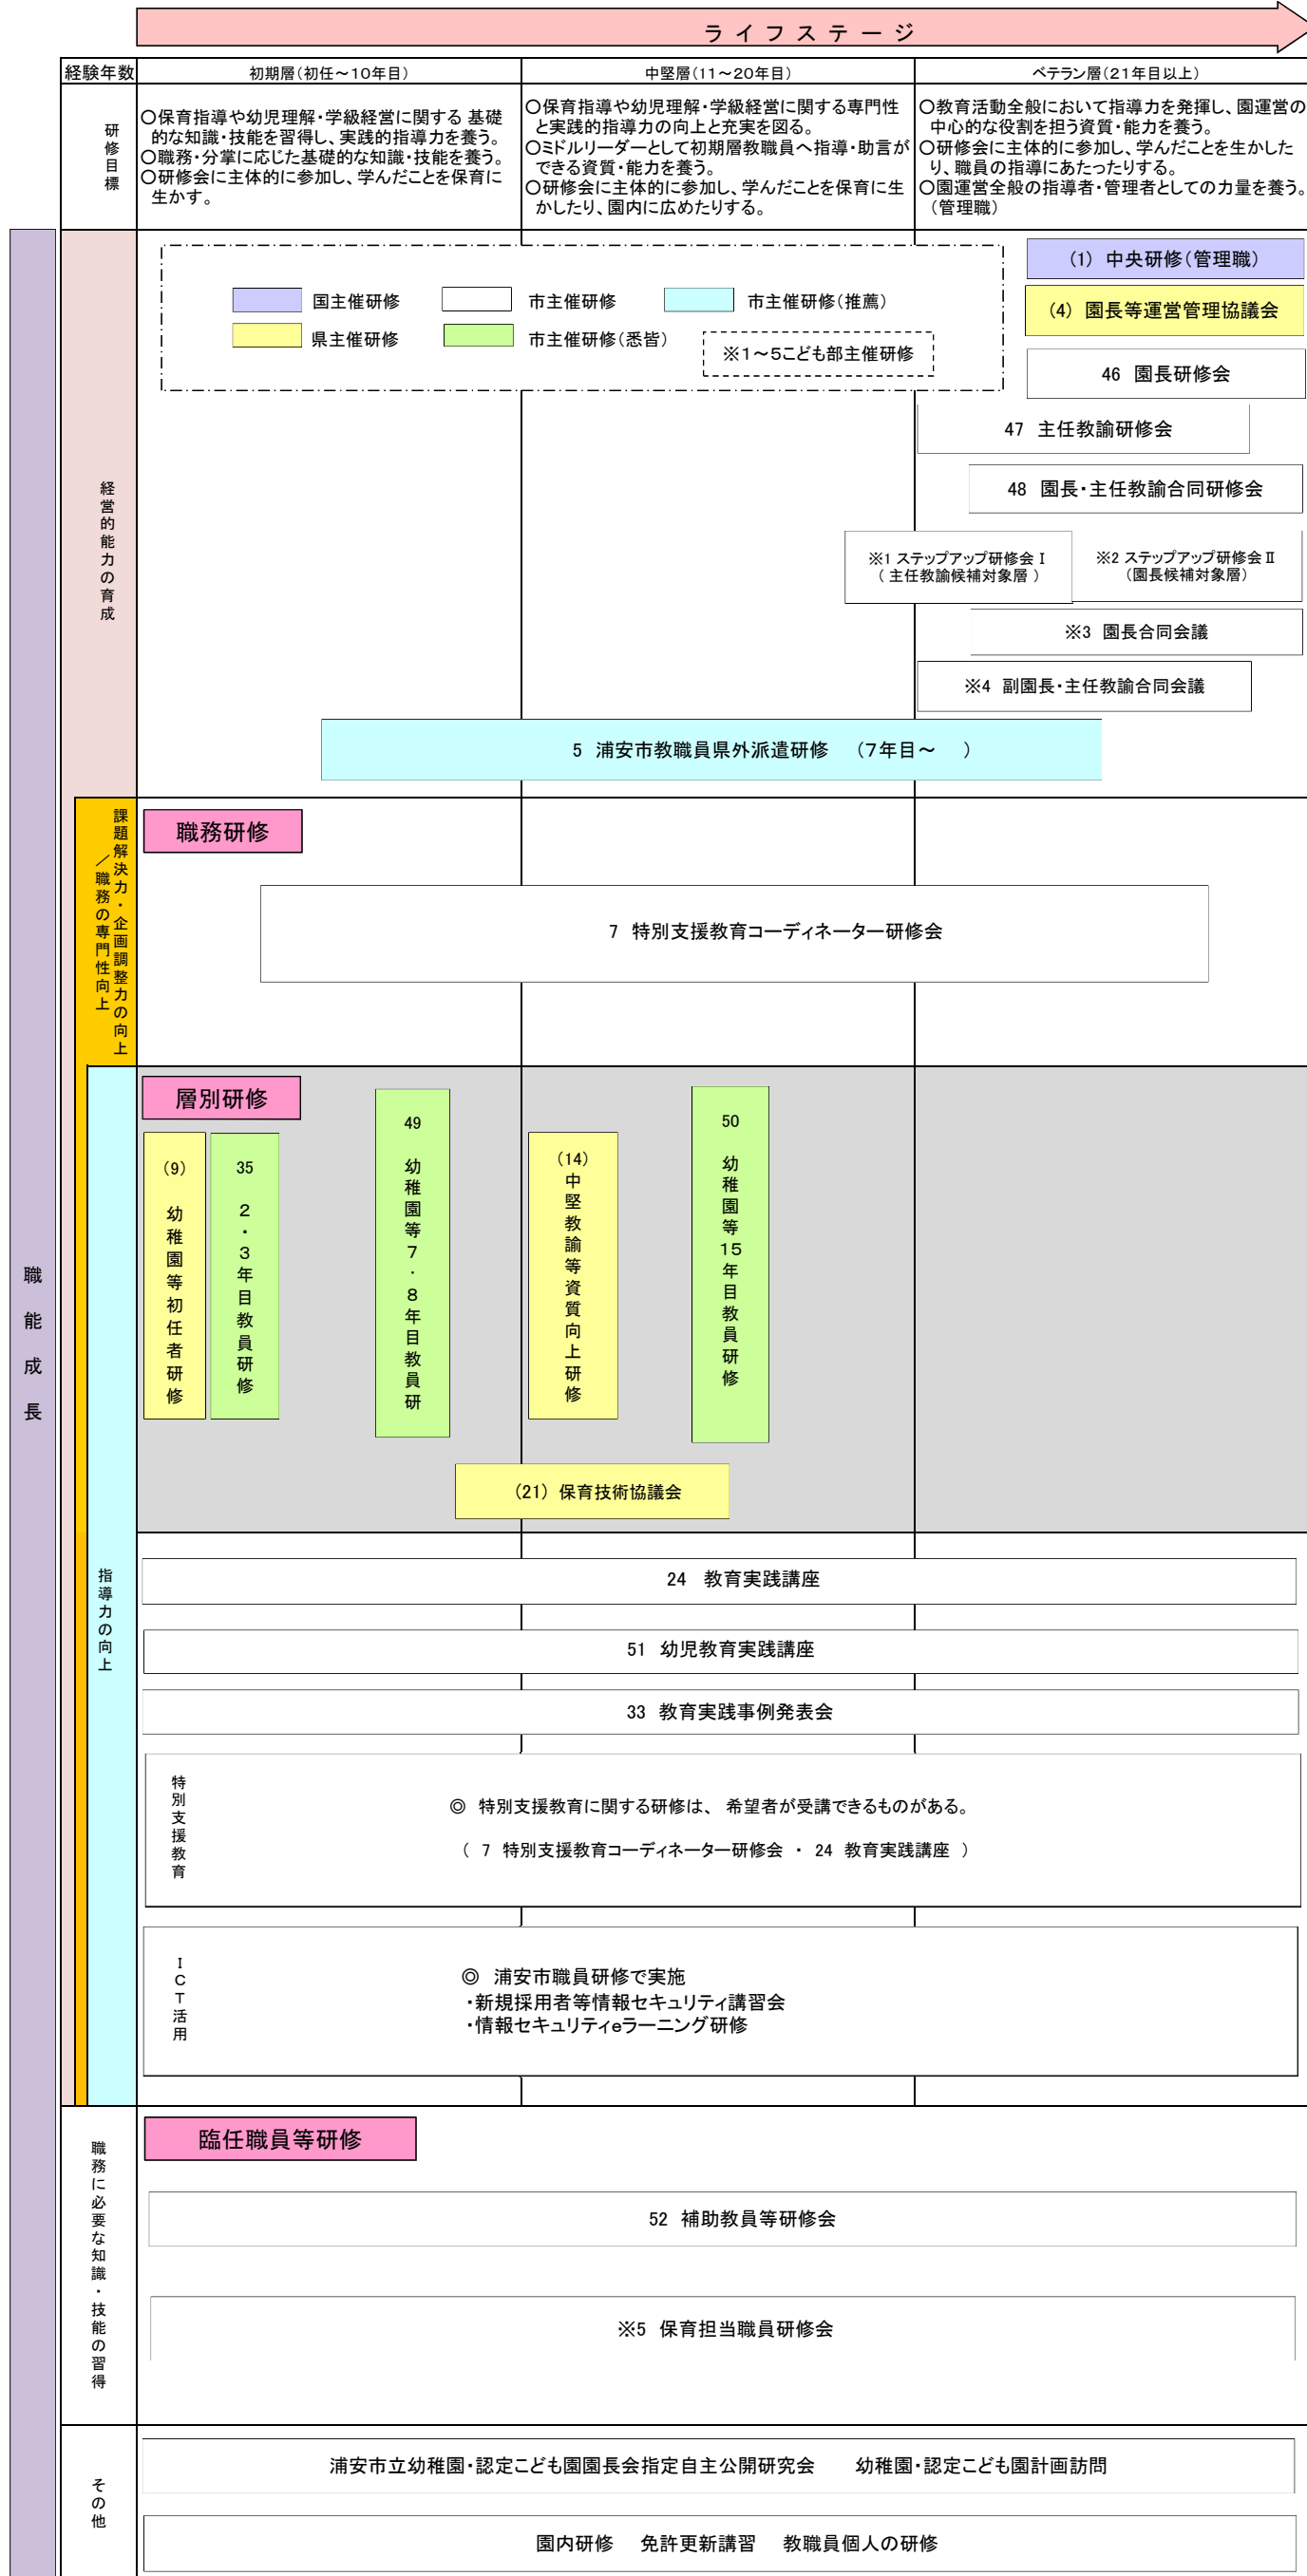 ライフステージ
経験年数
初期層(初任～10年目)
中堅層(11～20年目)
ベテラン層(21年目以上)
研修目標
○保育指導や幼児理解・学級経営に関する 基礎
的な知識・技能を習得し、実践的指導力を養う。
○職務・分掌に応じた基礎的な知識・技能を養う。
○研修会に主体的に参加し、学んだことを保育に
生かす。
○保育指導や幼児理解・学級経営に関する専門性
と実践的指導力の向上と充実を図る。
○ミドルリーダーとして初期層教職員へ指導・助言が
できる資質・能力を養う。
○研修会に主体的に参加し、学んだことを保育に生
かしたり、園内に広めたりする。
○教育活動全般において指導力を発揮し、園運営の
中心的な役割を担う資質・能力を養う。
○研修会に主体的に参加し、学んだことを生かした
り、職員の指導にあたったりする。
○園運営全般の指導者・管理者としての力量を養う。
(管理職)
職能成長
経営的能力の育成
国主催研修
市主催研修
市主催研修(推薦)
県主催研修
市主催研修(悉皆)
※1～5こども部主催研修
(1) 中央研修(管理職)
(4) 園長等運営管理協議会
46 園長研修会
47 主任教諭研修会
48 園長・主任教諭合同研修会
※1 ステップアップ研修会Ⅰ
( 主任教諭候補対象層 )
※2 ステップアップ研修会Ⅱ
(園長候補対象層)
※3 園長合同会議
※4 副園長・主任教諭合同会議
5 浦安市教職員県外派遣研修 (7年目～ )
課題解決力・企画調整力の向上
／職務の専門性向上
職務研修
7 特別支援教育コーディネーター研修会
指導力の向上
層別研修
(9) 幼稚園等初任者研修
35 2・3年目教員研修
49 幼稚園等7・8年目教員研
(14)中堅教諭等資質向上研修
50 幼稚園等15年目教員研修
(21) 保育技術協議会
24 教育実践講座
51 幼児教育実践講座
33 教育実践事例発表会
特別支援教育
◎ 特別支援教育に関する研修は、 希望者が受講できるものがある。
( 7 特別支援教育コーディネーター研修会 ・ 24 教育実践講座 )
ICT活用
◎ 浦安市職員研修で実施
・新規採用者等情報セキュリティ講習会
・情報セキュリティeラーニング研修
職務に必要な知識・技能の習得
臨任職員等研修
52 補助教員等研修会
※5 保育担当職員研修会
その他
浦安市立幼稚園・認定こども園園長会指定自主公開研究会 幼稚園・認定こども園計画訪問
園内研修 免許更新講習 教職員個人の研修